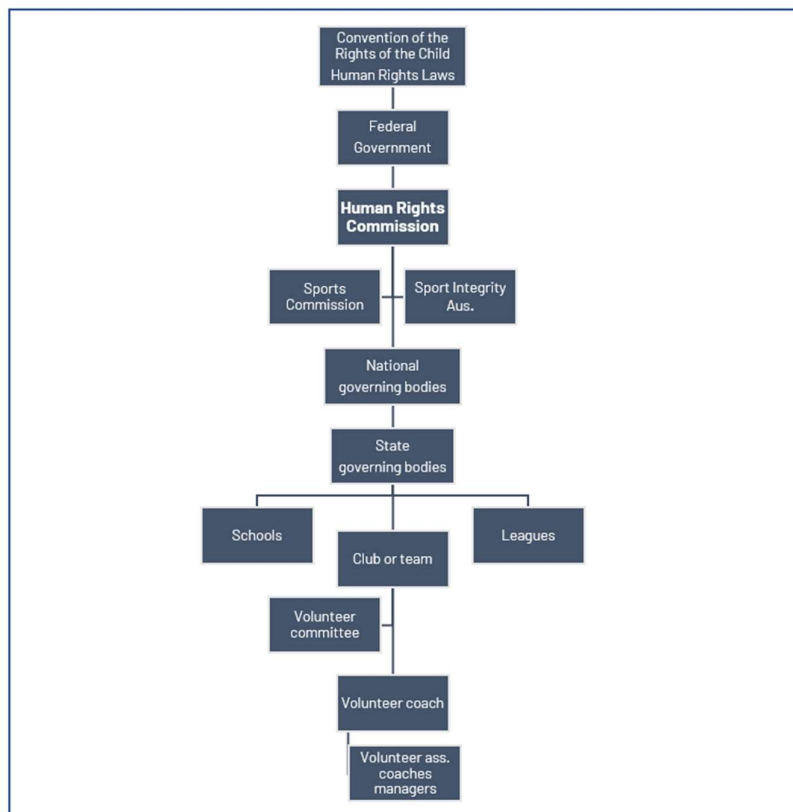 Convention of the
Rights of the Child
Human Rights Laws
Federal
Government
Human Rights
Commission
Sports
Commission
Sport Integrity
Aus.
National
governing bodies
State
governing bodies
Schools
Club or team
Leagues
Volunteer
committee
Volunteer coach
Volunteer ass.
coaches
managers